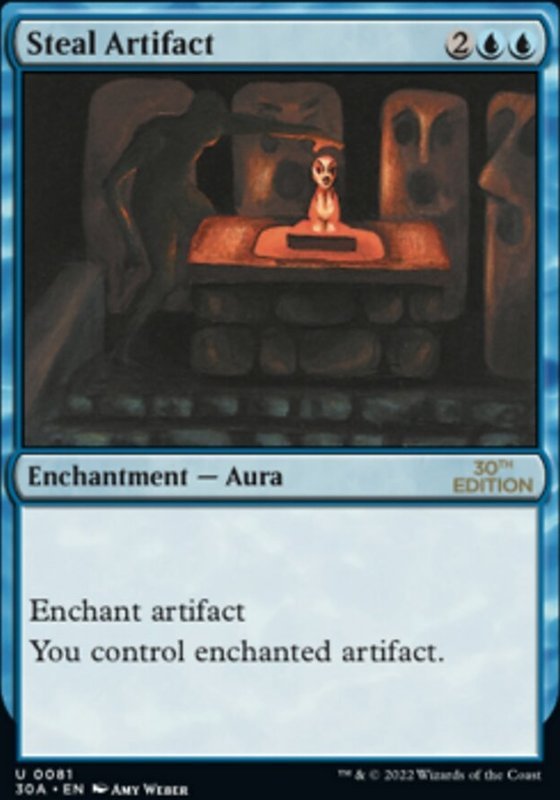 Steal Artifact 2
Enchantment — Aura
30TH EDITION
Enchant artifact
You control enchanted artifact.
U 0081
30A • EN Amy Weber
™ & © 2022 Wizards of the Coast